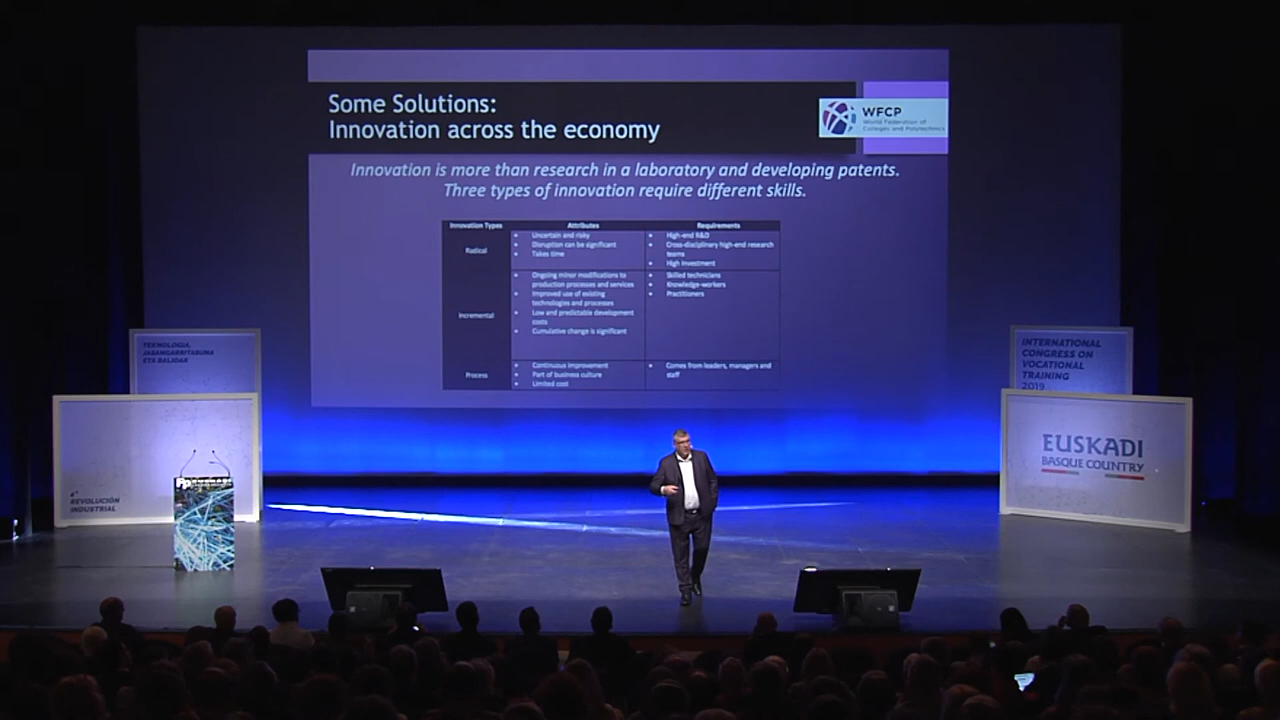 Some Solutions:
Innovation across the economy
WFCP
World Federation of
Colleges and Polytechnics
Innovation is more than research in a laboratory and developing patents.
Three types of innovation require different skills.
Innovation Types
Attributes
Requirements
Radical
• Uncertain and risky
• Disruption can be significant
• Takes time
• High-end R&D
• Cross-disciplinary high-end research
teams
• High Investment
Incremental
• Ongoing minor modifications to
production processes and services
• Improved use of existing
technologies and processes
• Low and predictable development
costs
• Cumulative change is significant
• Skilled technicians
• Knowledge-workers
• Practitioners
Process
• Continuous improvement
• Part of business culture
• Limited cost
• Comes from leaders, managers and
staff
TEKNOLOGIA,
JASANGARRITASUNA
ETA BALIOAK
INTERNATIONAL
CONGRESS ON
VOCATIONAL
TRAINING
2019
4ª
REVOLUCIÓN
INDUSTRIAL
EUSKADI
BASQUE COUNTRY